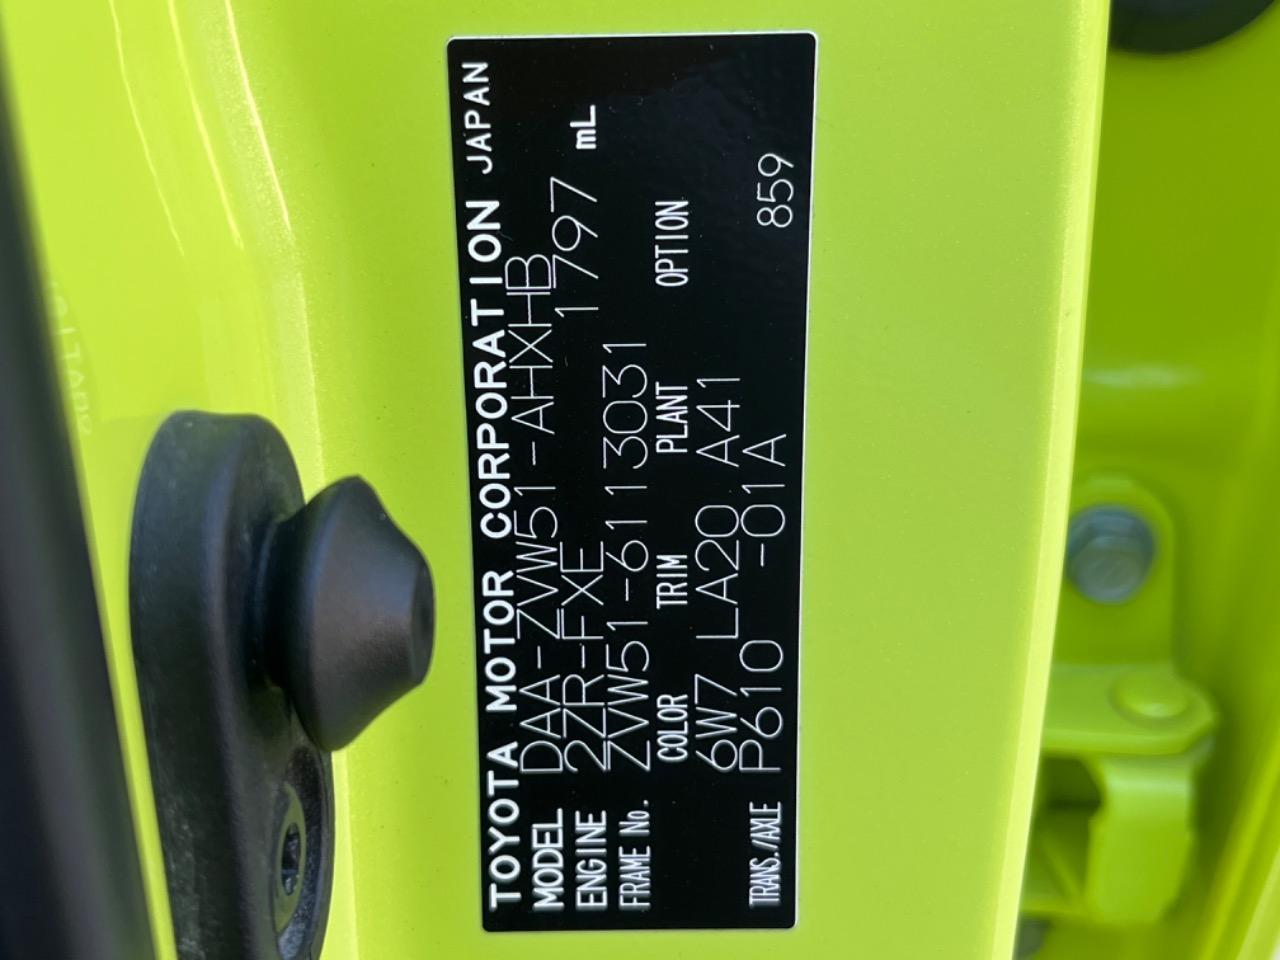 TOYOTA MOTOR CORPORATION JAPAN
MODEL DAA-ZVW51-AHXHB
ENGINE 2ZR-FXE 1797 mL
FRAME No. ZVW51-6113031
COLOR TRIM PLANT OPTION
6W7 LA20 A41
TRANS./AXLE P610 -01A 859